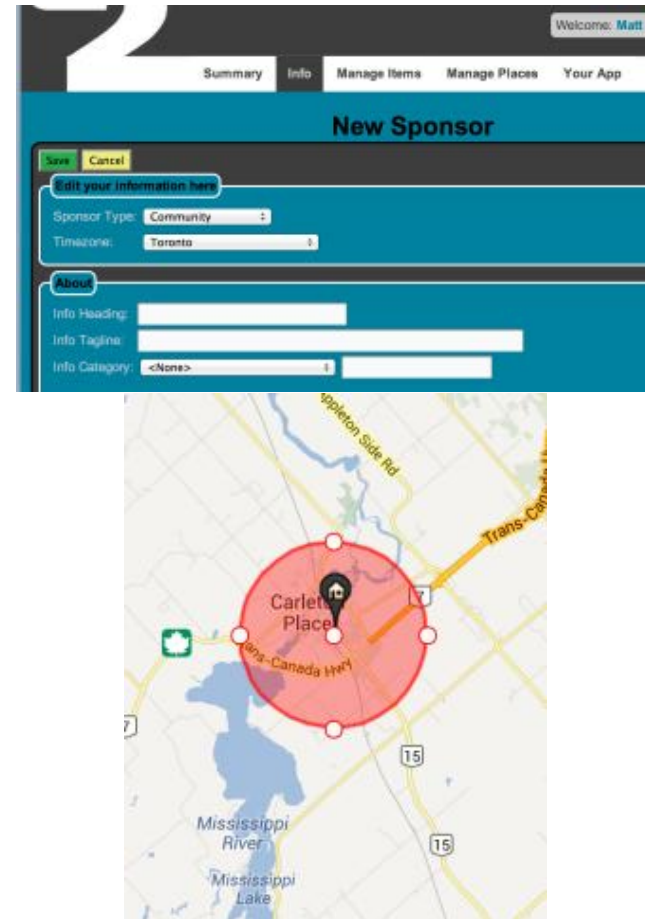 Welcome: Matt
Summary Info Manage Items Manage Places Your App
New Sponsor
Save Cancel
Edit your information here
Sponsor Type: Community
Timezone: Toronto
About
Info Heading:
Info Tagline:
Info Category: <None>
Appleton Side Rd
Trans-Canada
7
Carleton
Place
Trans-Canada Hwy
7
15
Mississippi
River
15
Mississippi
Lake